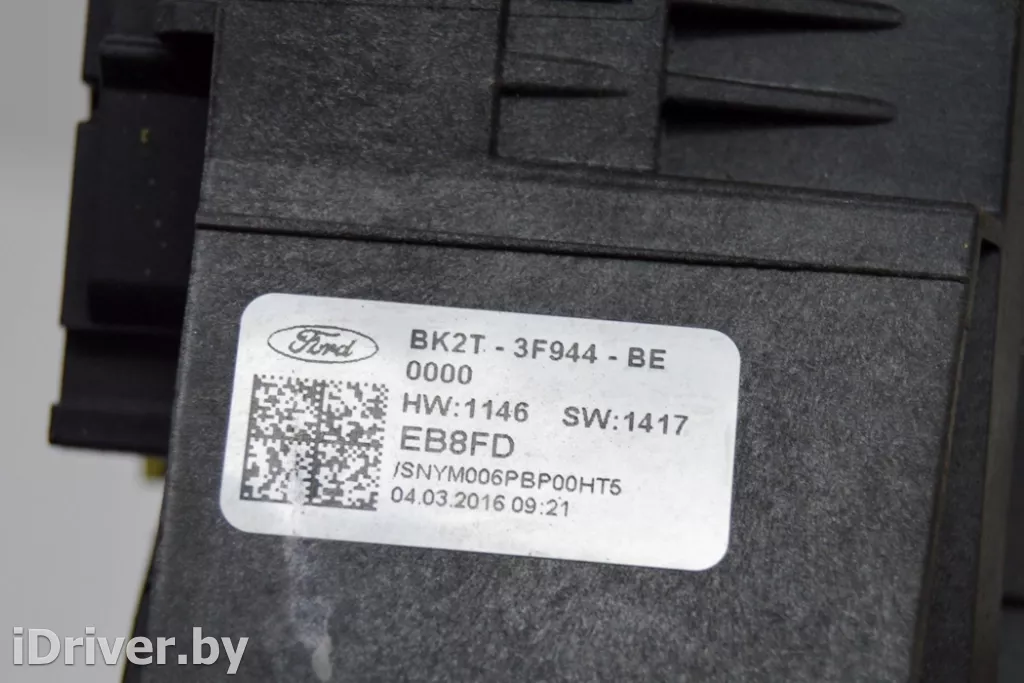 Ford
BK2T - 3F944 - BE
0000
HW:1146 SW:1417
EB8FD
/SNYM006PBP00HT5
04.03.2016 09:21
iDriver.by